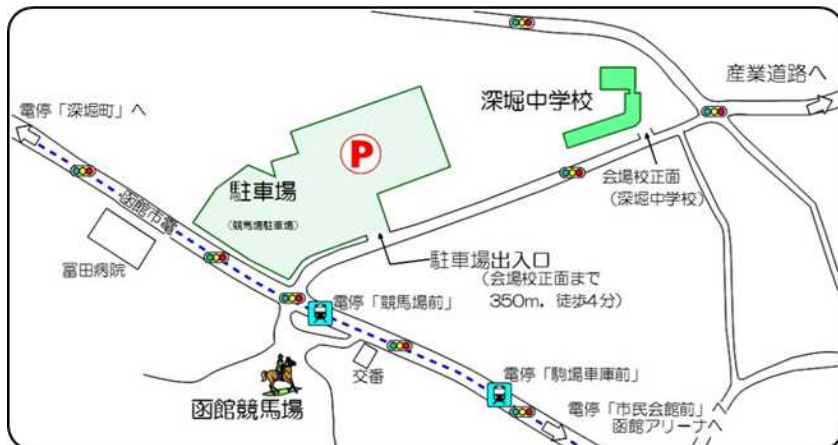 産業道路へ
深堀中学校
電停「深堀町」へ
P
会場校正面
(深堀中学校)
駐車場
(競馬場駐車場)
函館市電
冨田病院
駐車場出入口
(会場校正面まで
350m，徒歩4分)
電停「競馬場前」
交番
電停「駒場車庫前」
函館競馬場
電停「市民会館前」へ
函館アリーナへ